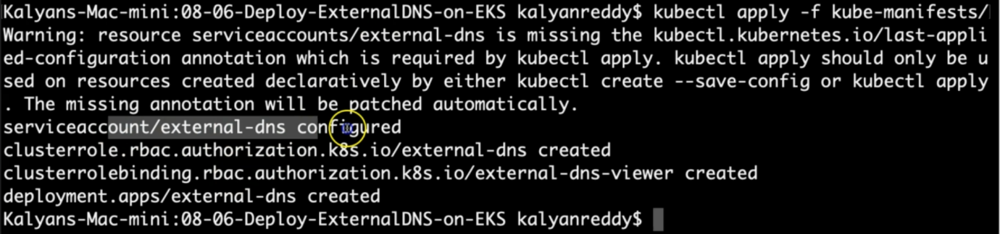 Kalyans-Mac-mini:08-06-Deploy-ExternalDNS-on-EKS kalyanreddy$ kubectl apply -f kube-manifests/
Warning: resource serviceaccounts/external-dns is missing the kubectl.kubernetes.io/last-appli
ed-configuration annotation which is required by kubectl apply. kubectl apply should only be u
sed on resources created declaratively by either kubectl create --save-config or kubectl apply
. The missing annotation will be patched automatically.
serviceaccount/external-dns configured
clusterrole.rbac.authorization.k8s.io/external-dns created
clusterrolebinding.rbac.authorization.k8s.io/external-dns-viewer created
deployment.apps/external-dns created
Kalyans-Mac-mini:08-06-Deploy-ExternalDNS-on-EKS kalyanreddy$